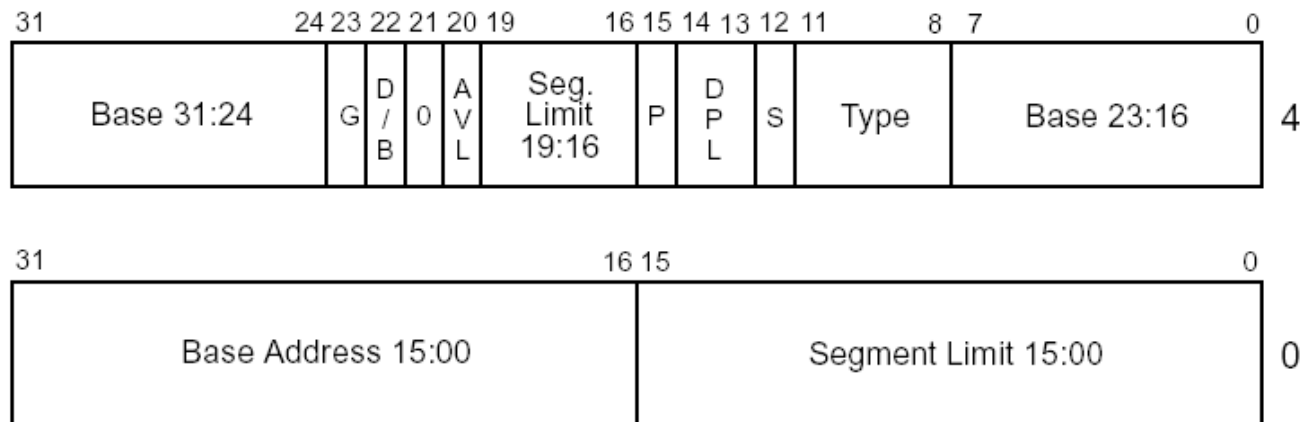 31 24 23 22 21 20 19 16 15 14 13 12 11 8 7 0
Base 31:24 G D/B 0 AVL Seg. Limit 19:16 P DPL S Type Base 23:16 4
31 16 15 0
Base Address 15:00 Segment Limit 15:00 0